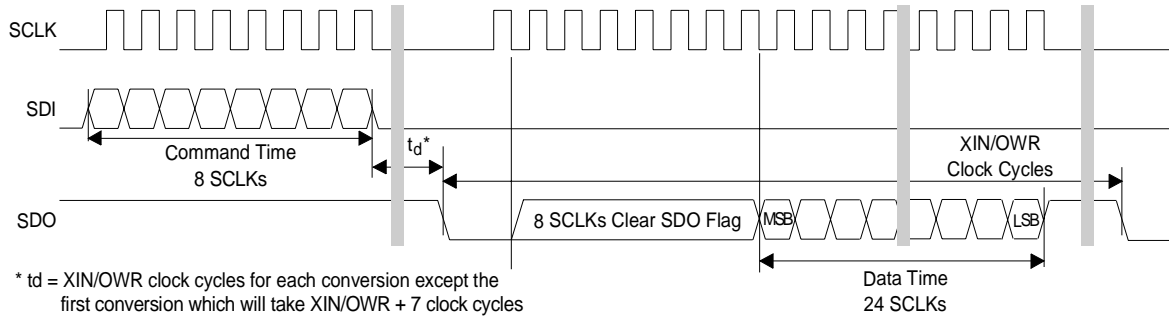 SCLK
SDI
Command Time
8 SCLKs
td*
XIN/OWR
Clock Cycles
SDO
8 SCLKs Clear SDO Flag
MSB
LSB
* td = XIN/OWR clock cycles for each conversion except the
first conversion which will take XIN/OWR + 7 clock cycles
Data Time
24 SCLKs